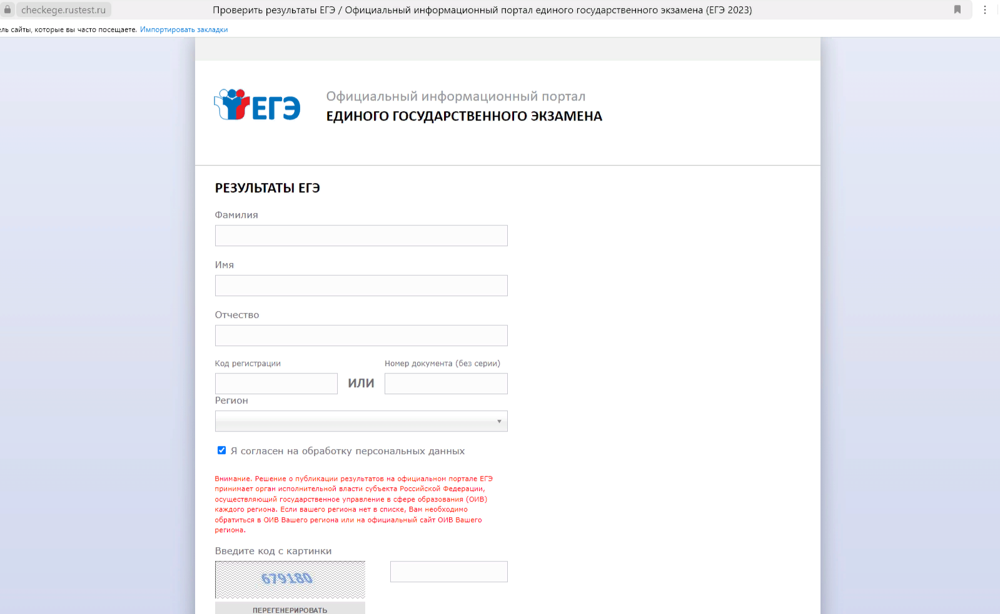 checkege.rustest.ru
Проверить результаты ЕГЭ / Официальный информационный портал единого государственного экзамена (ЕГЭ 2023)
сайты, которые вы часто посещаете. Импортировать закладки
ЕГЭ
Официальный информационный портал
ЕДИНОГО ГОСУДАРСТВЕННОГО ЭКЗАМЕНА
РЕЗУЛЬТАТЫ ЕГЭ
Фамилия
Имя
Отчество
Код регистрации
Номер документа (без серии)
ИЛИ
Регион
Я согласен на обработку персональных данных
Внимание. Решение о публикации результатов на официальном портале ЕГЭ
принимает орган исполнительной власти субъекта Российской Федерации,
осуществляющий государственное управление в сфере образования (ОИВ)
каждого региона. Если вашего региона нет в списке, Вам необходимо
обратиться в ОИВ Вашего региона или на официальный сайт ОИВ Вашего
региона.
Введите код с картинки
679180
ПЕРЕГЕНЕРИРОВАТЬ